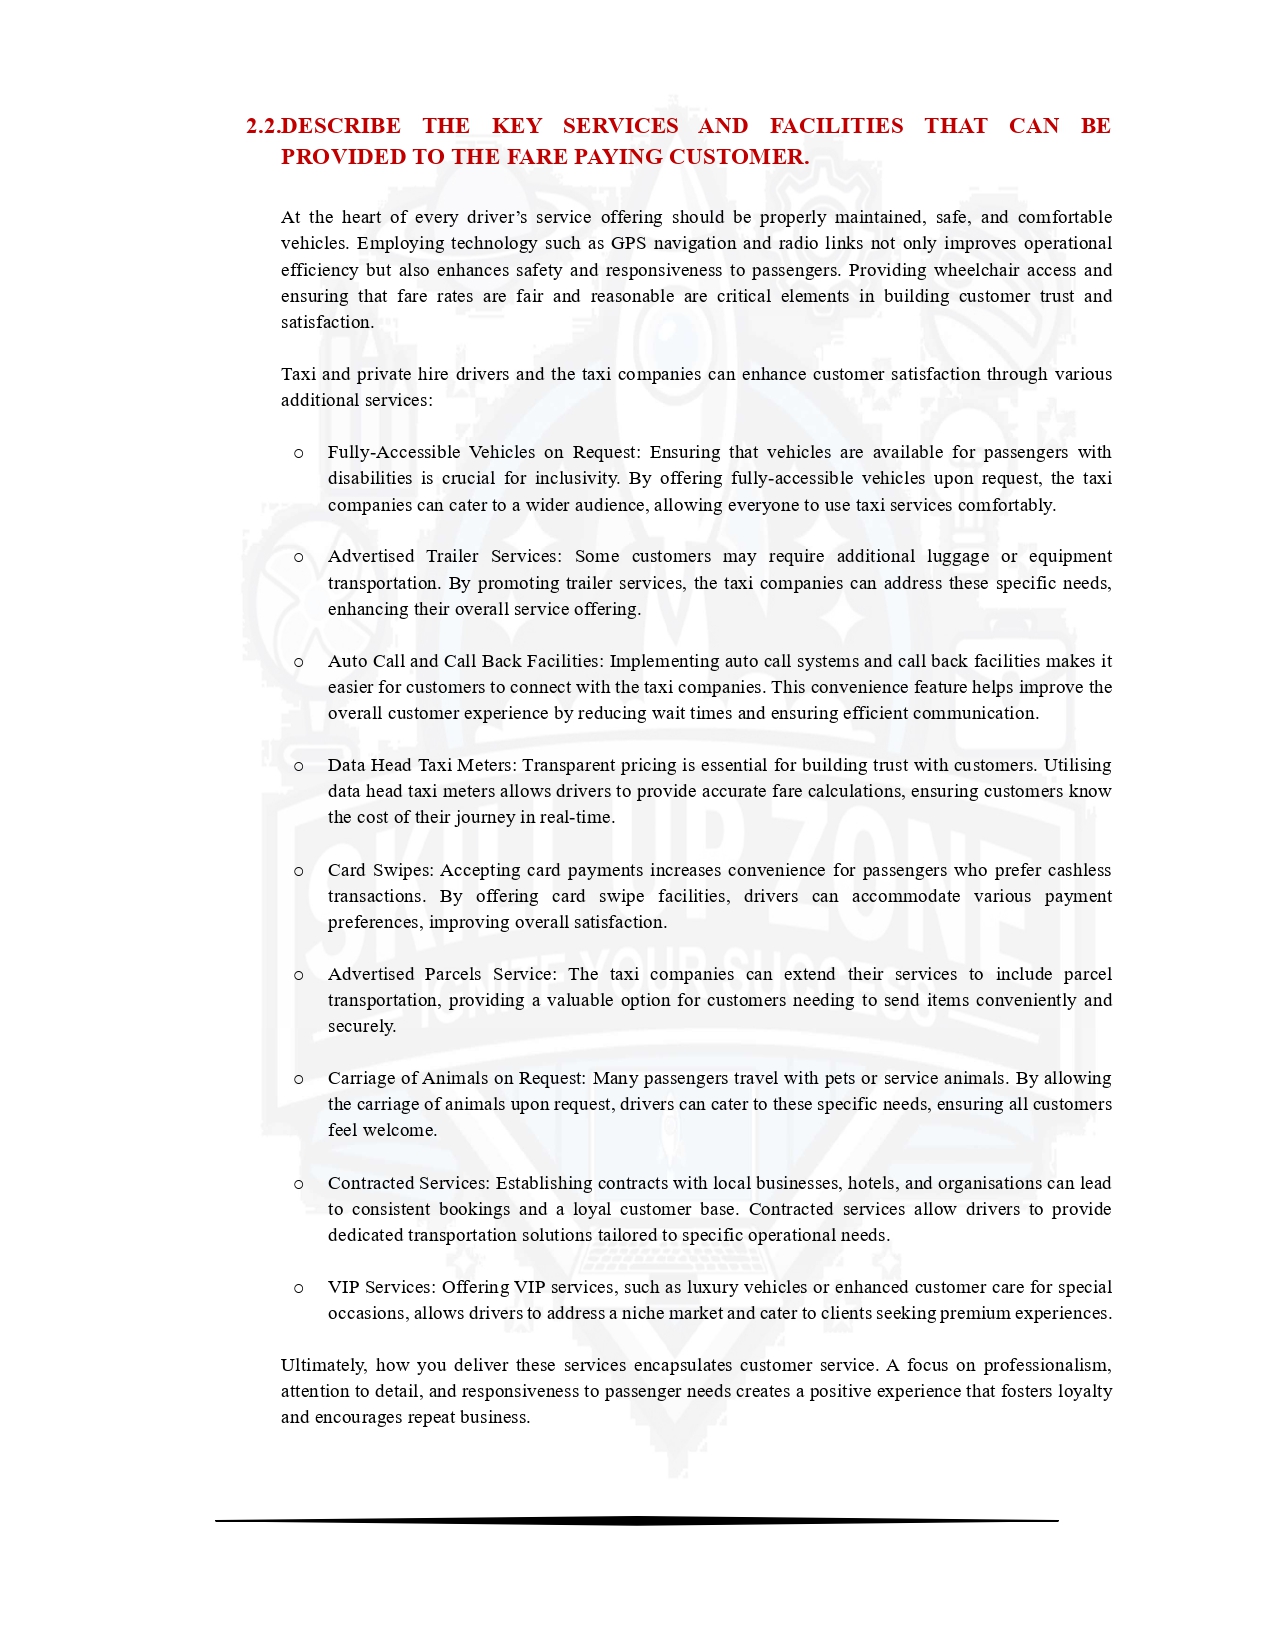 2.2.DESCRIBE THE KEY SERVICES AND FACILITIES THAT CAN BE
PROVIDED TO THE FARE PAYING CUSTOMER.
At the heart of every driver’s service offering should be properly maintained, safe, and comfortable
vehicles. Employing technology such as GPS navigation and radio links not only improves operational
efficiency but also enhances safety and responsiveness to passengers. Providing wheelchair access and
ensuring that fare rates are fair and reasonable are critical elements in building customer trust and
satisfaction.
Taxi and private hire drivers and the taxi companies can enhance customer satisfaction through various
additional services:
o Fully-Accessible Vehicles on Request: Ensuring that vehicles are available for passengers with
disabilities is crucial for inclusivity. By offering fully-accessible vehicles upon request, the taxi
companies can cater to a wider audience, allowing everyone to use taxi services comfortably.
o Advertised Trailer Services: Some customers may require additional luggage or equipment
transportation. By promoting trailer services, the taxi companies can address these specific needs,
enhancing their overall service offering.
o Auto Call and Call Back Facilities: Implementing auto call systems and call back facilities makes it
easier for customers to connect with the taxi companies. This convenience feature helps improve the
overall customer experience by reducing wait times and ensuring efficient communication.
o Data Head Taxi Meters: Transparent pricing is essential for building trust with customers. Utilising
data head taxi meters allows drivers to provide accurate fare calculations, ensuring customers know
the cost of their journey in real-time.
o Card Swipes: Accepting card payments increases convenience for passengers who prefer cashless
transactions. By offering card swipe facilities, drivers can accommodate various payment
preferences, improving overall satisfaction.
o Advertised Parcels Service: The taxi companies can extend their services to include parcel
transportation, providing a valuable option for customers needing to send items conveniently and
securely.
o Carriage of Animals on Request: Many passengers travel with pets or service animals. By allowing
the carriage of animals upon request, drivers can cater to these specific needs, ensuring all customers
feel welcome.
o Contracted Services: Establishing contracts with local businesses, hotels, and organisations can lead
to consistent bookings and a loyal customer base. Contracted services allow drivers to provide
dedicated transportation solutions tailored to specific operational needs.
o VIP Services: Offering VIP services, such as luxury vehicles or enhanced customer care for special
occasions, allows drivers to address a niche market and cater to clients seeking premium experiences.
Ultimately, how you deliver these services encapsulates customer service. A focus on professionalism,
attention to detail, and responsiveness to passenger needs creates a positive experience that fosters loyalty
and encourages repeat business.
SKILL UP ZONE
IGNITE YOUR SUCCESS